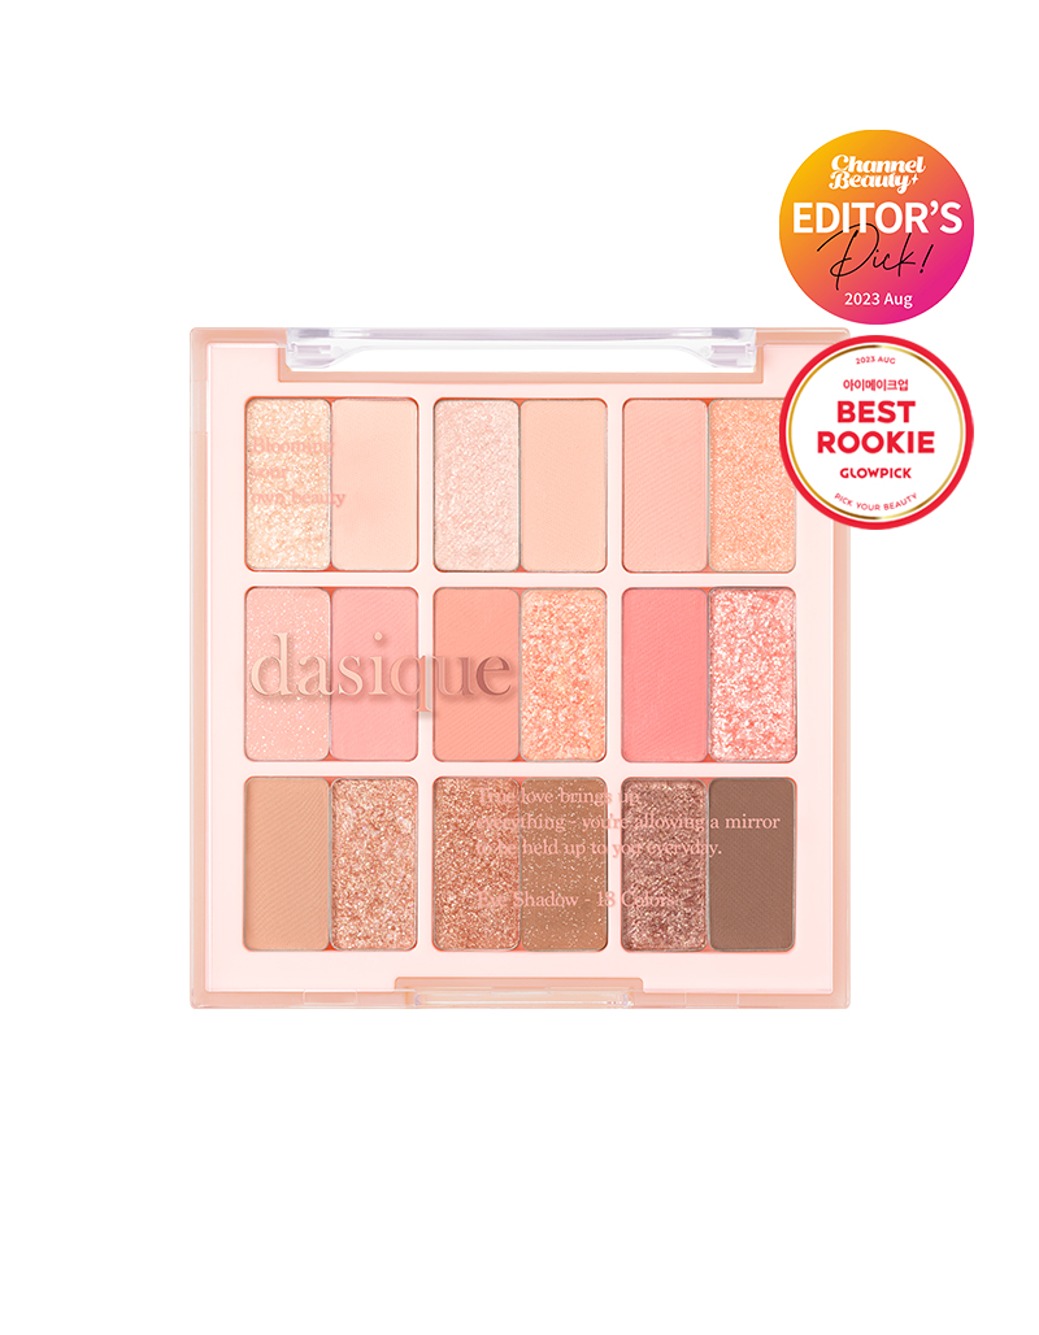 Channel
Beauty+
EDITOR'S
Pick!
2023 Aug
2023 AUG
아이메이크업
BEST
ROOKIE
GLOWPICK
PICK YOUR BEAUTY
Blooming
your
own beauty
dasique
True love brings up
everything - you're allowing a mirror
to be held up to you everyday.
Eye Shadow - 18 Colors